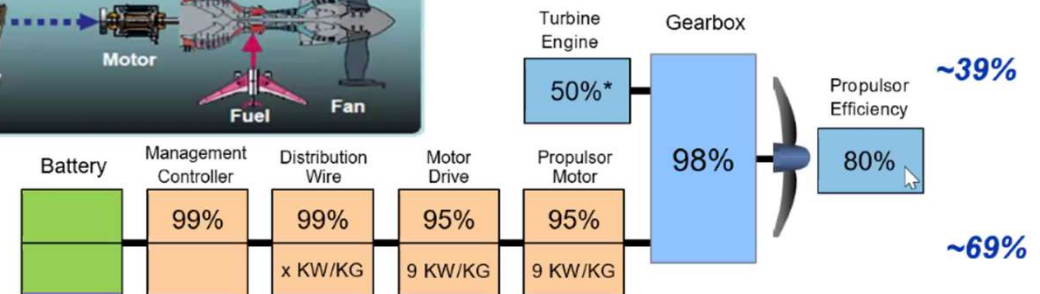 Motor
Fuel
Fan
Turbine
Engine
50%*
Gearbox
98%
Propulsor
Efficiency
80%
~39%
~69%
Battery
Management
Controller
99%
Distribution
Wire
99%
x KW/KG
Motor
Drive
95%
9 KW/KG
Propulsor
Motor
95%
9 KW/KG